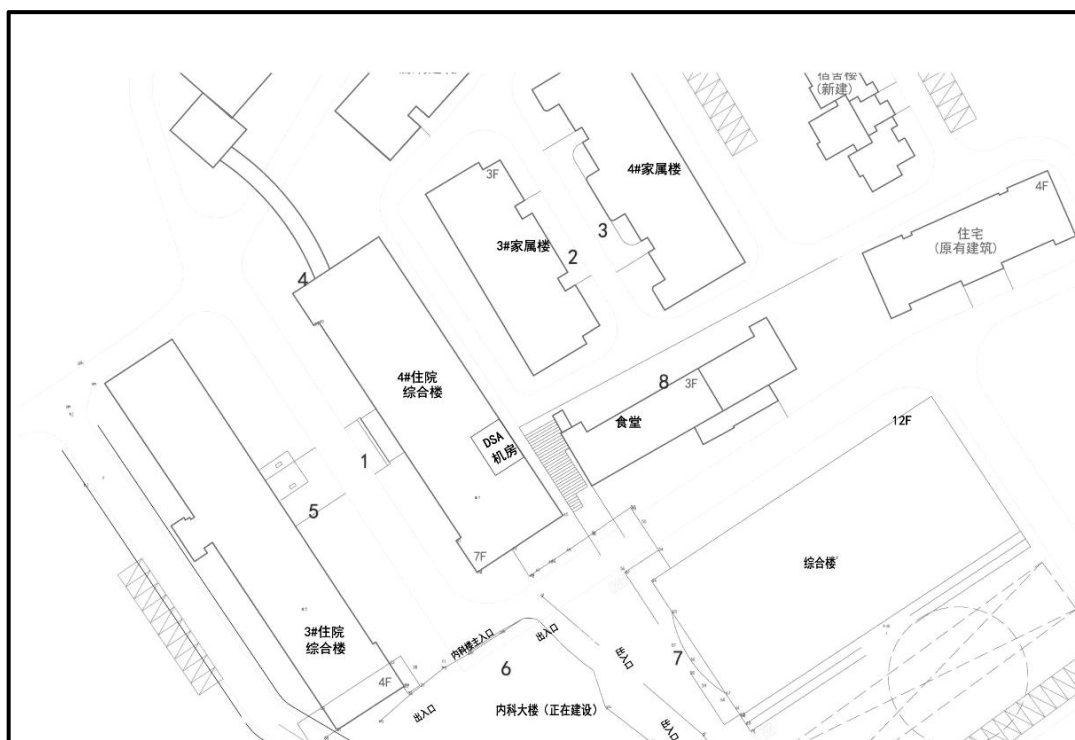 宿舍楼
(新建)
3F
4#家属楼
4F
3#家属楼
3
2
住宅
(原有建筑)
4
4#住院
综合楼
8
3F
食堂
12F
DSA
机房
1
5
7F
综合楼
3#住院
综合楼
4F
内科楼主入口
出入口
出入口
出入口
6
7
内科大楼（正在建设）